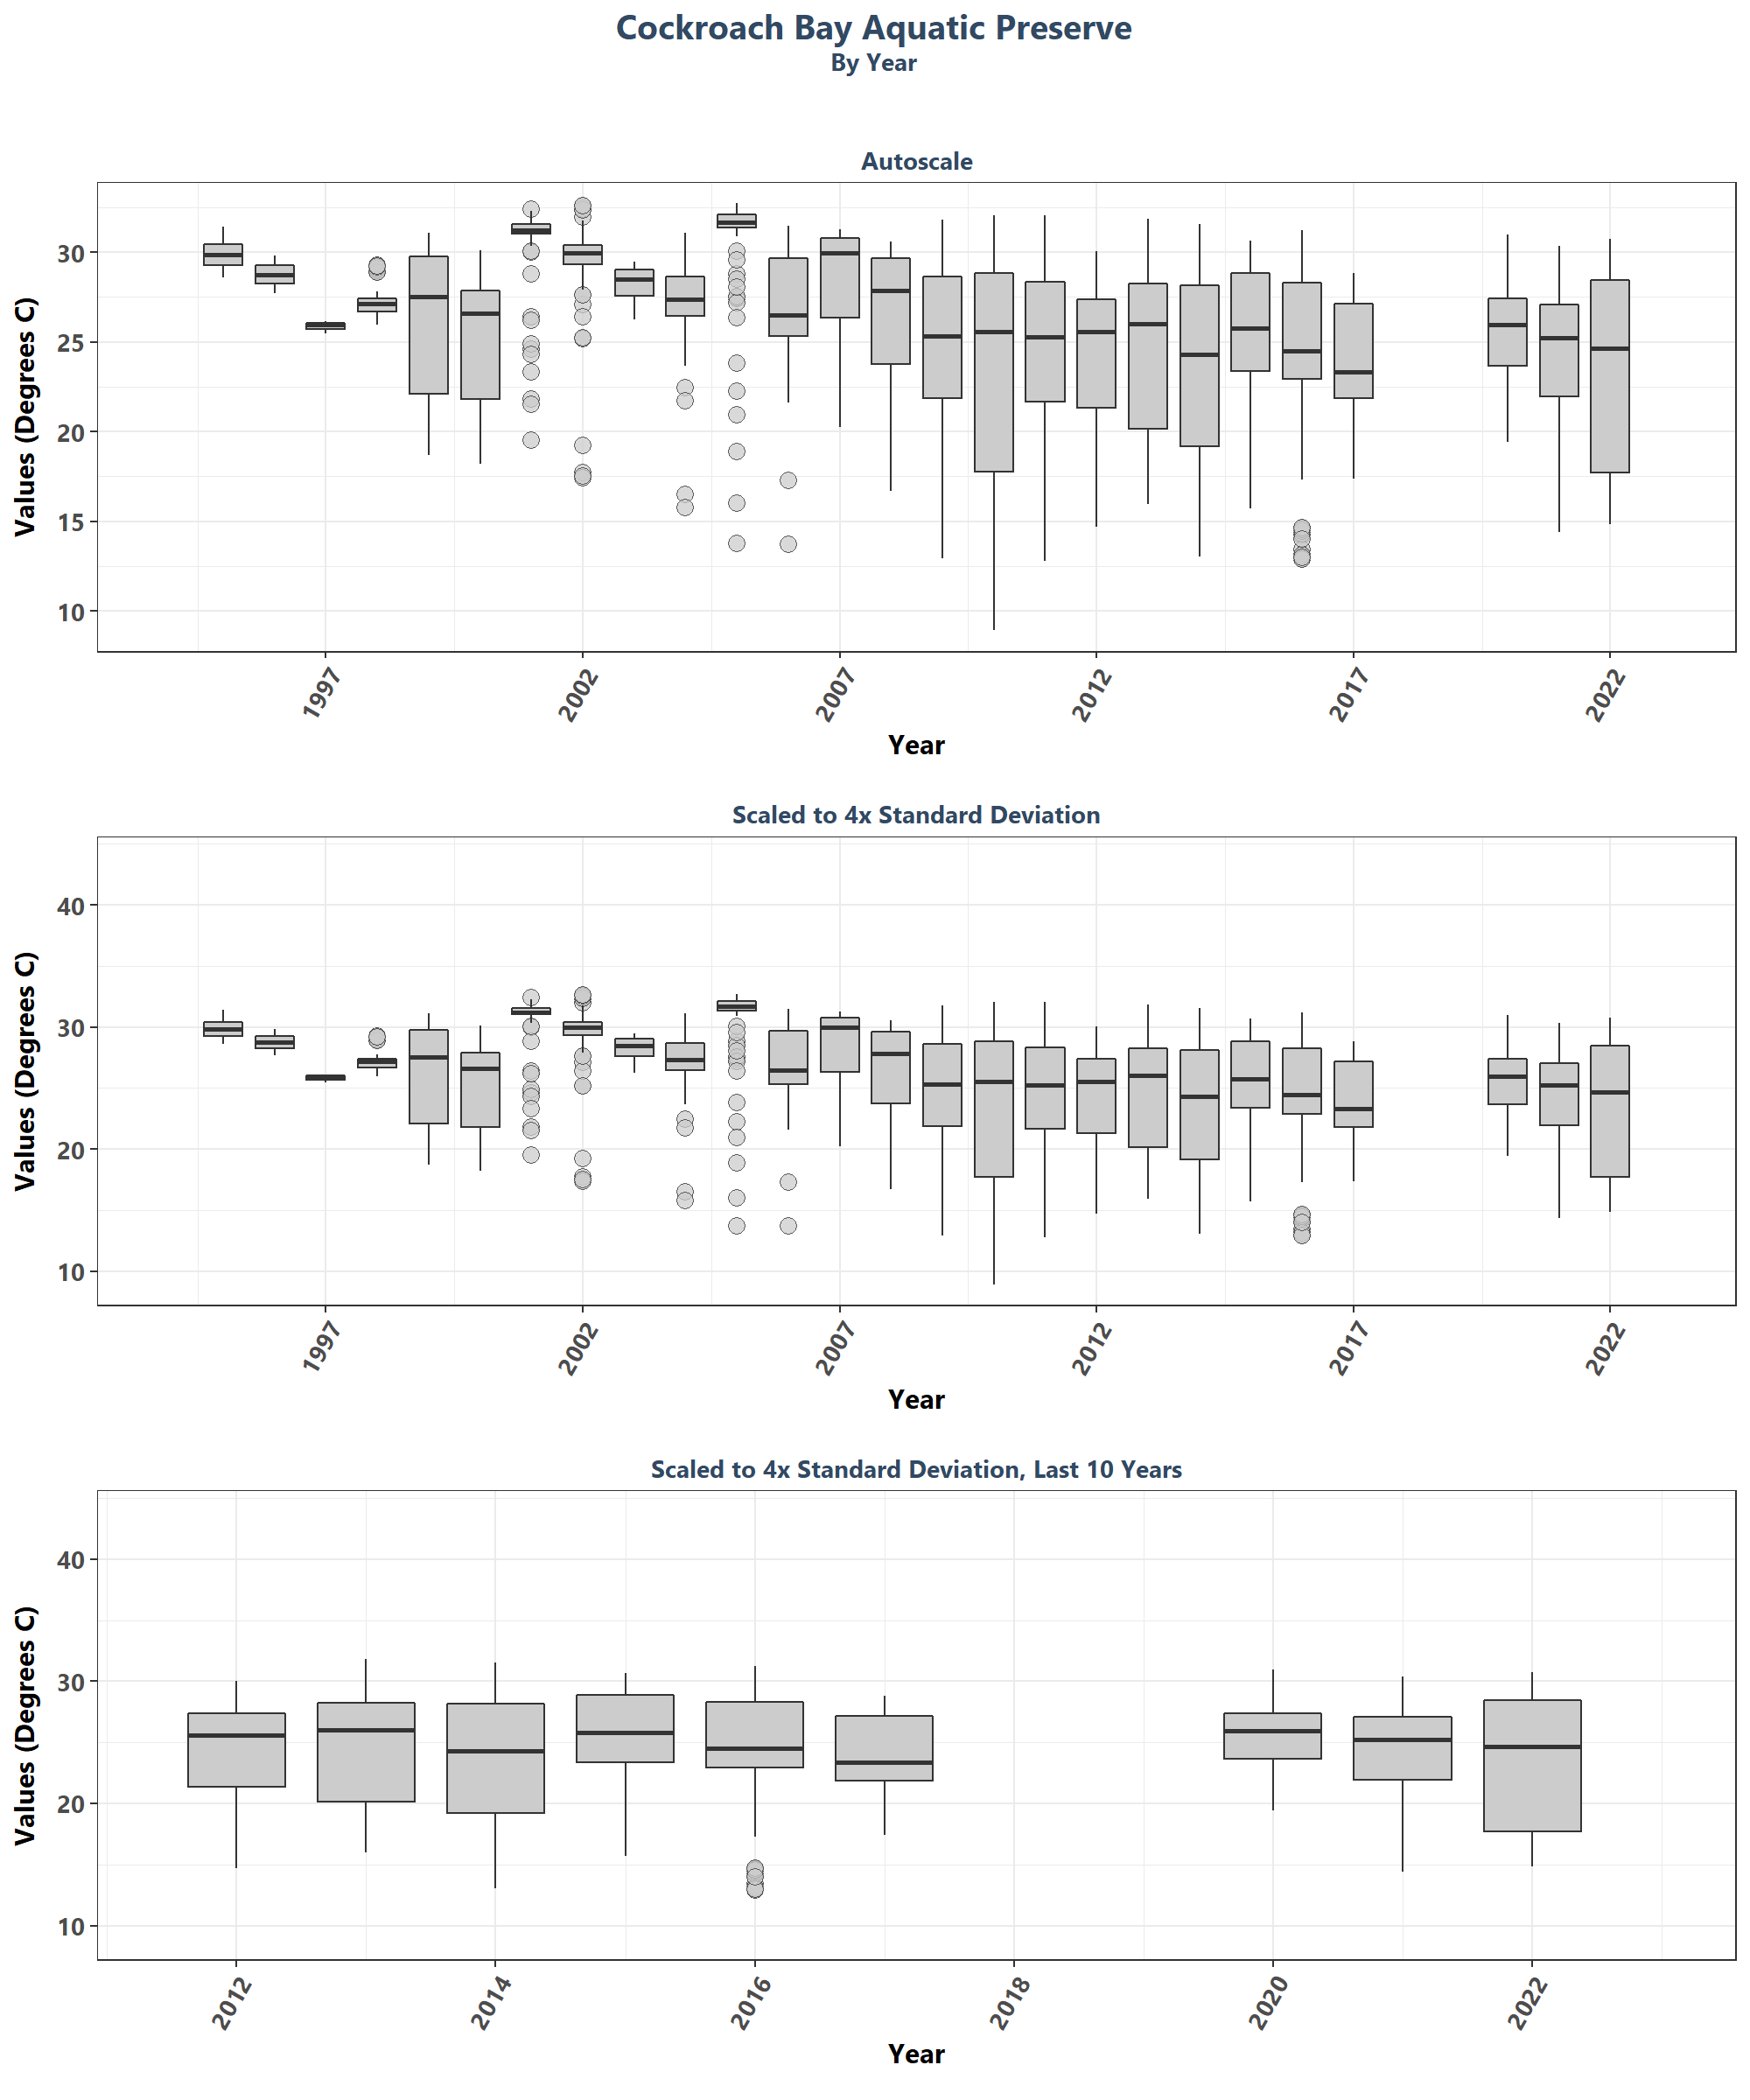 Cockroach Bay Aquatic Preserve
By Year
Autoscale
Values (Degrees C)
30
25
20
15
10
1997
2002
2007
2012
2017
2022
Year
Scaled to 4x Standard Deviation
Values (Degrees C)
40
30
20
10
1997
2002
2007
2012
2017
2022
Year
Scaled to 4x Standard Deviation, Last 10 Years
Values (Degrees C)
40
30
20
10
2012
2014
2016
2018
2020
2022
Year